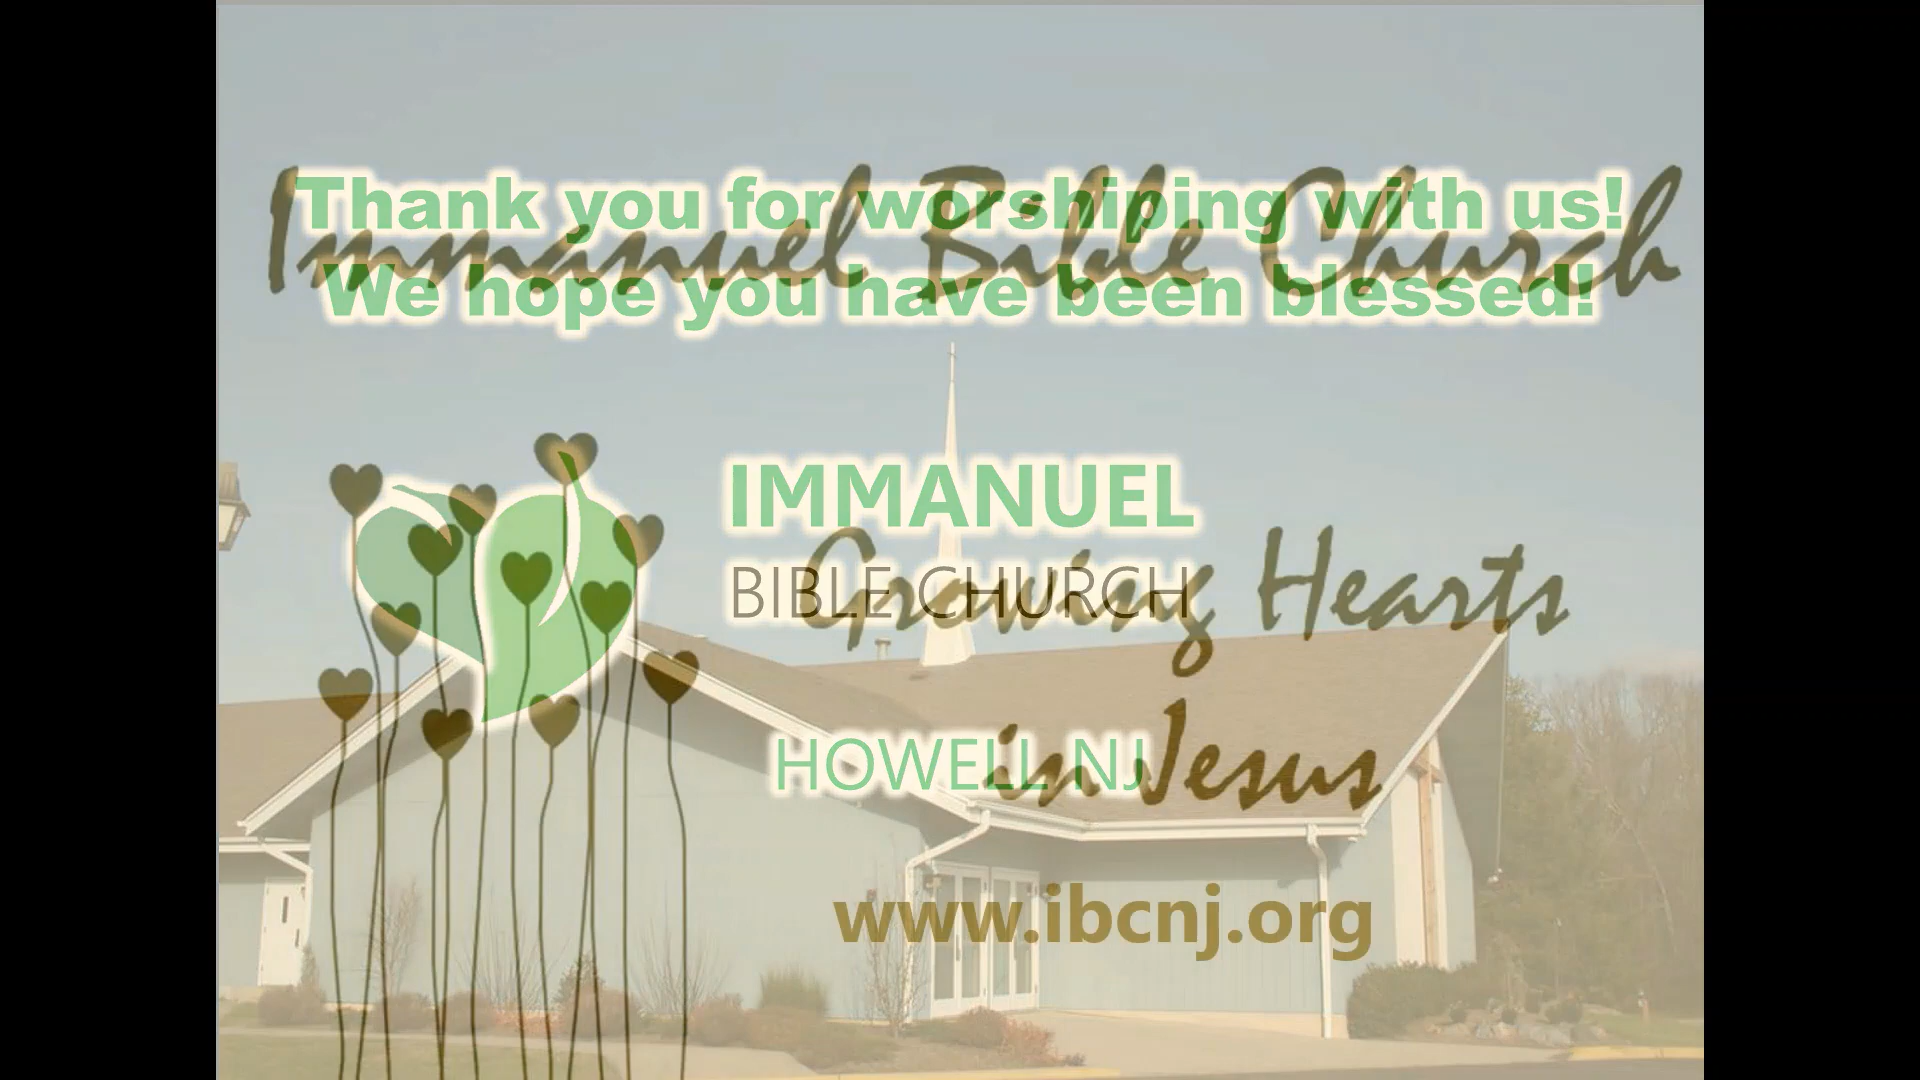 Immanuel Bible Church
Thank you for worshiping with us!
We hope you have been blessed!
IMMANUEL
BIBLE CHURCH
Growing Hearts
in Jesus
HOWELL NJ
www.ibcnj.org